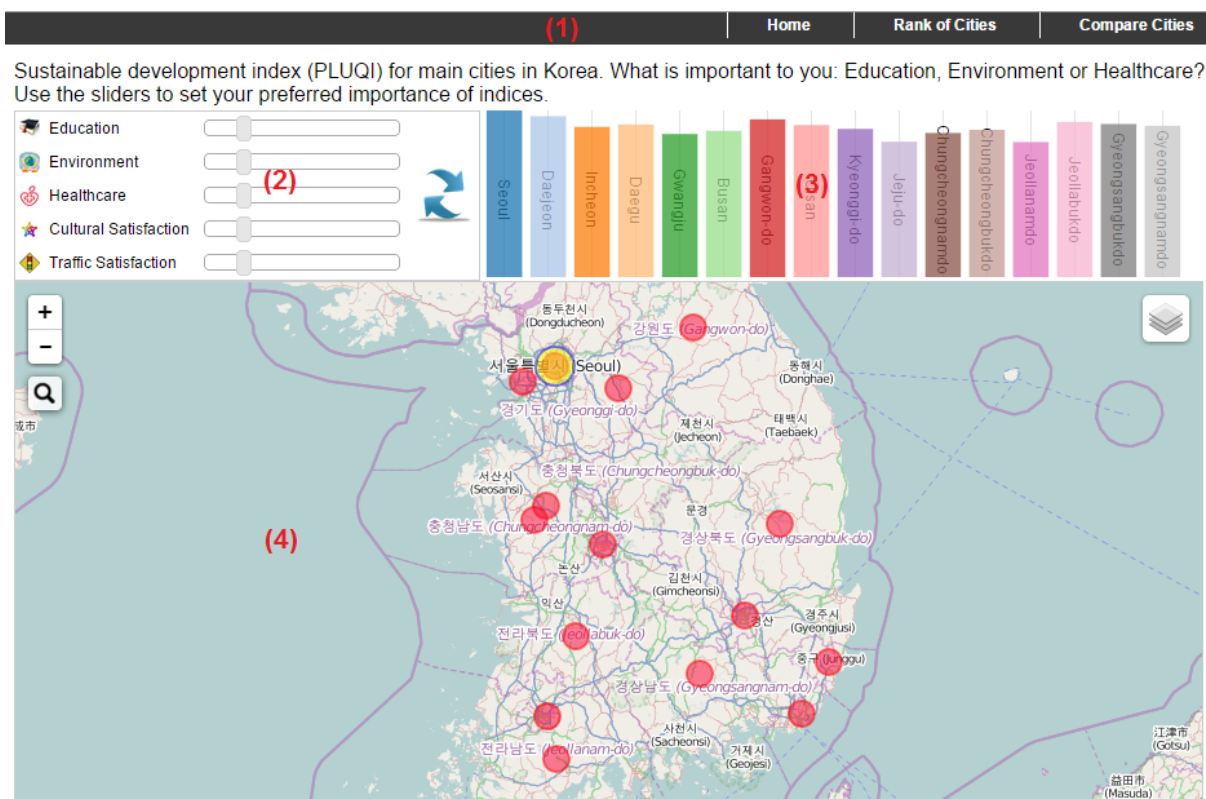 (1)
Home
Rank of Cities
Compare Cities
Sustainable development index (PLUQI) for main cities in Korea. What is important to you: Education, Environment or Healthcare?
Use the sliders to set your preferred importance of indices.
Education
Environment
Healthcare
Cultural Satisfaction
Traffic Satisfaction
(2)
Seoul
Daejeon
Incheon
Daegu
Gwangju
Busan
Gangwon-do
(3)
Kyeonggi-do
Jeju-do
Chungcheongnamdo
Chungcheongbukdo
Jeollanamdo
Jeollabukdo
Gyeongsangbukdo
Gyeongsangnamdo
+
−
동두천시
(Dongducheon)
강원도 (Gangwon-do)
서울특별시 (Seoul)
동해시
(Donghae)
경기도 (Gyeonggi-do)
제천시
(Jecheon)
태백시
(Taebaek)
成市
충청북도 (Chungcheongbuk-do)
서산시
(Seosansi)
문경
충청남도 (Chungcheongnam-do)
경상북도 (Gyeongsangbuk-do)
(4)
논산
김천시
(Gimcheonsi)
익산
경산
경주시
(Gyeongjusi)
전라북도 (Jeollabuk-do)
중구 (Junggu)
경상남도 (Gyeongsangnam-do)
사천시
(Sacheonsi)
전라남도 (Jeollanam-do)
거제시
(Geojesi)
江津市
(Gotsu)
益田市
(Masuda)